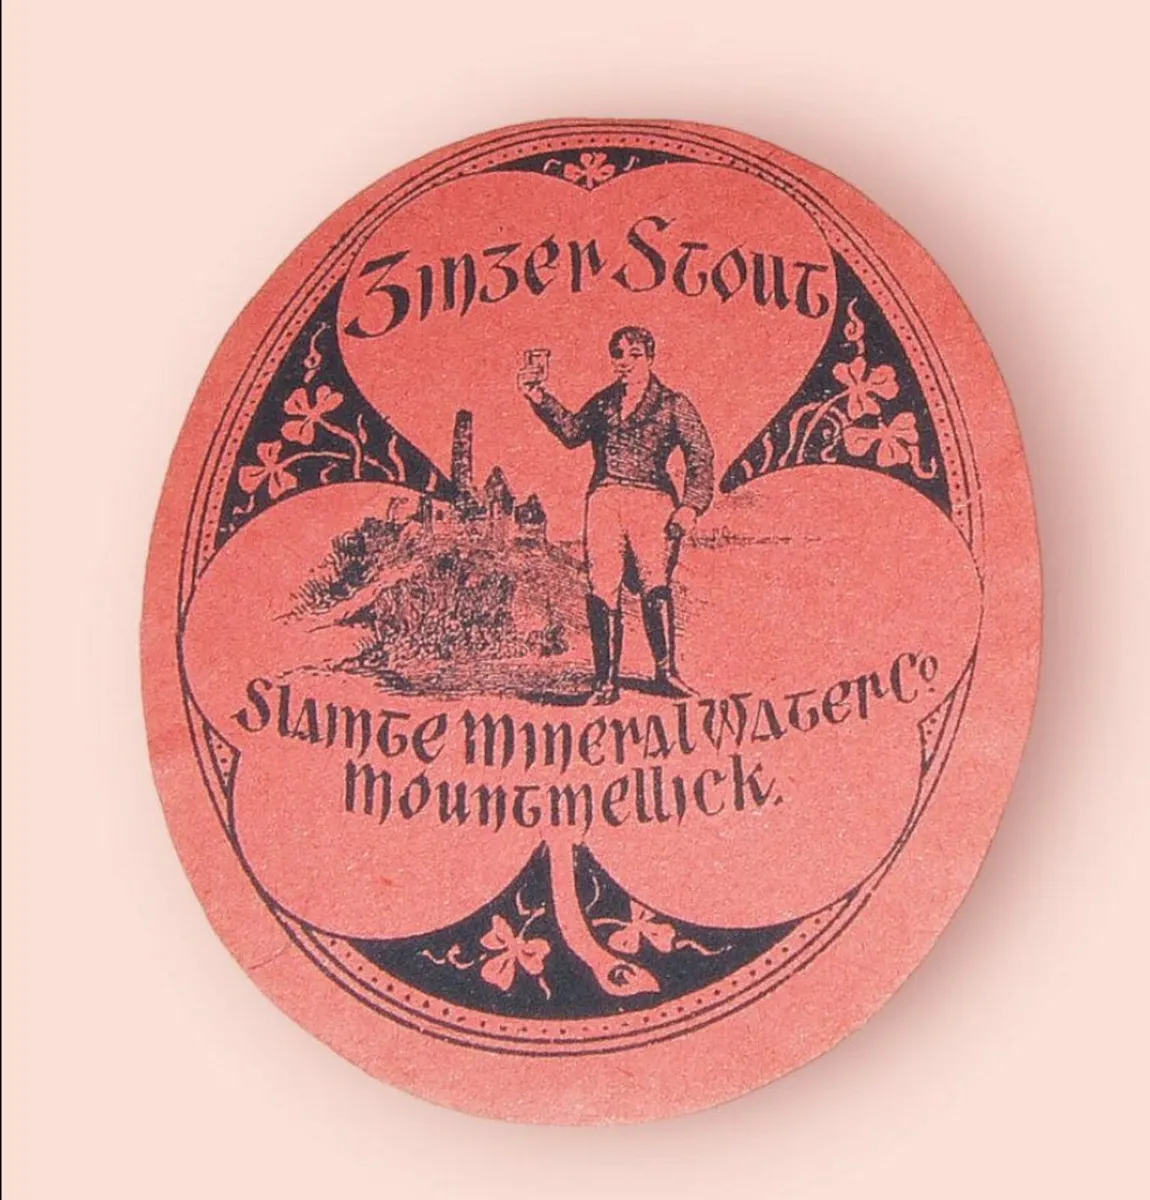 Ginger Stout
Slainte Mineral Water Co
Mountmellick.